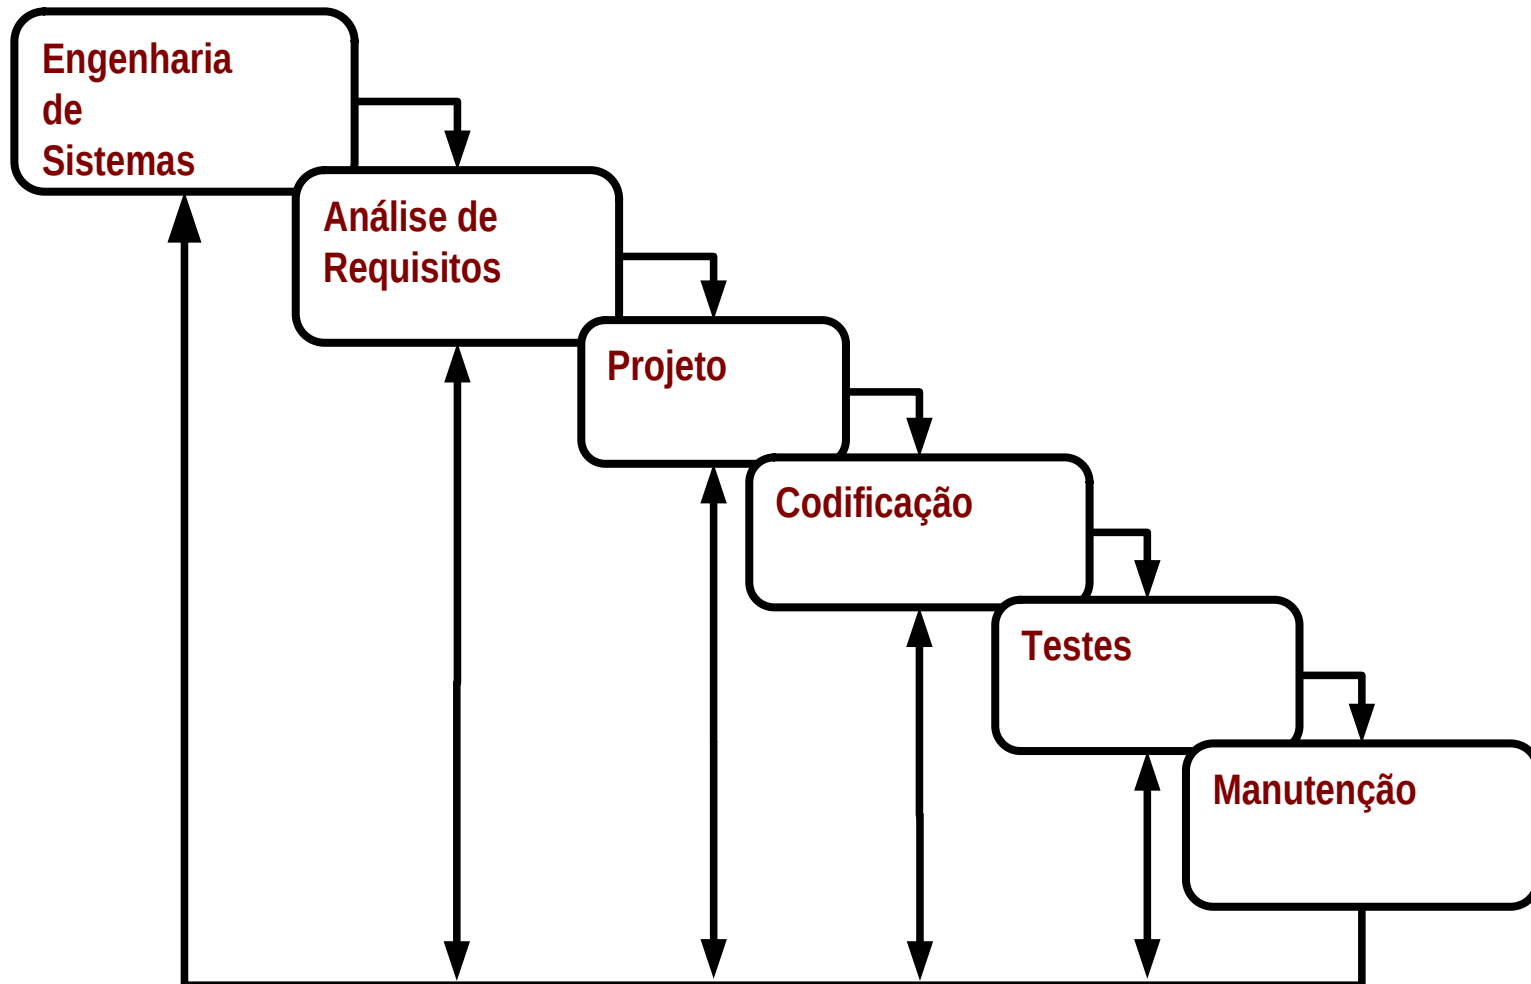 Engenharia
de
Sistemas
Análise de
Requisitos
Projeto
Codificação
Testes
Manutenção